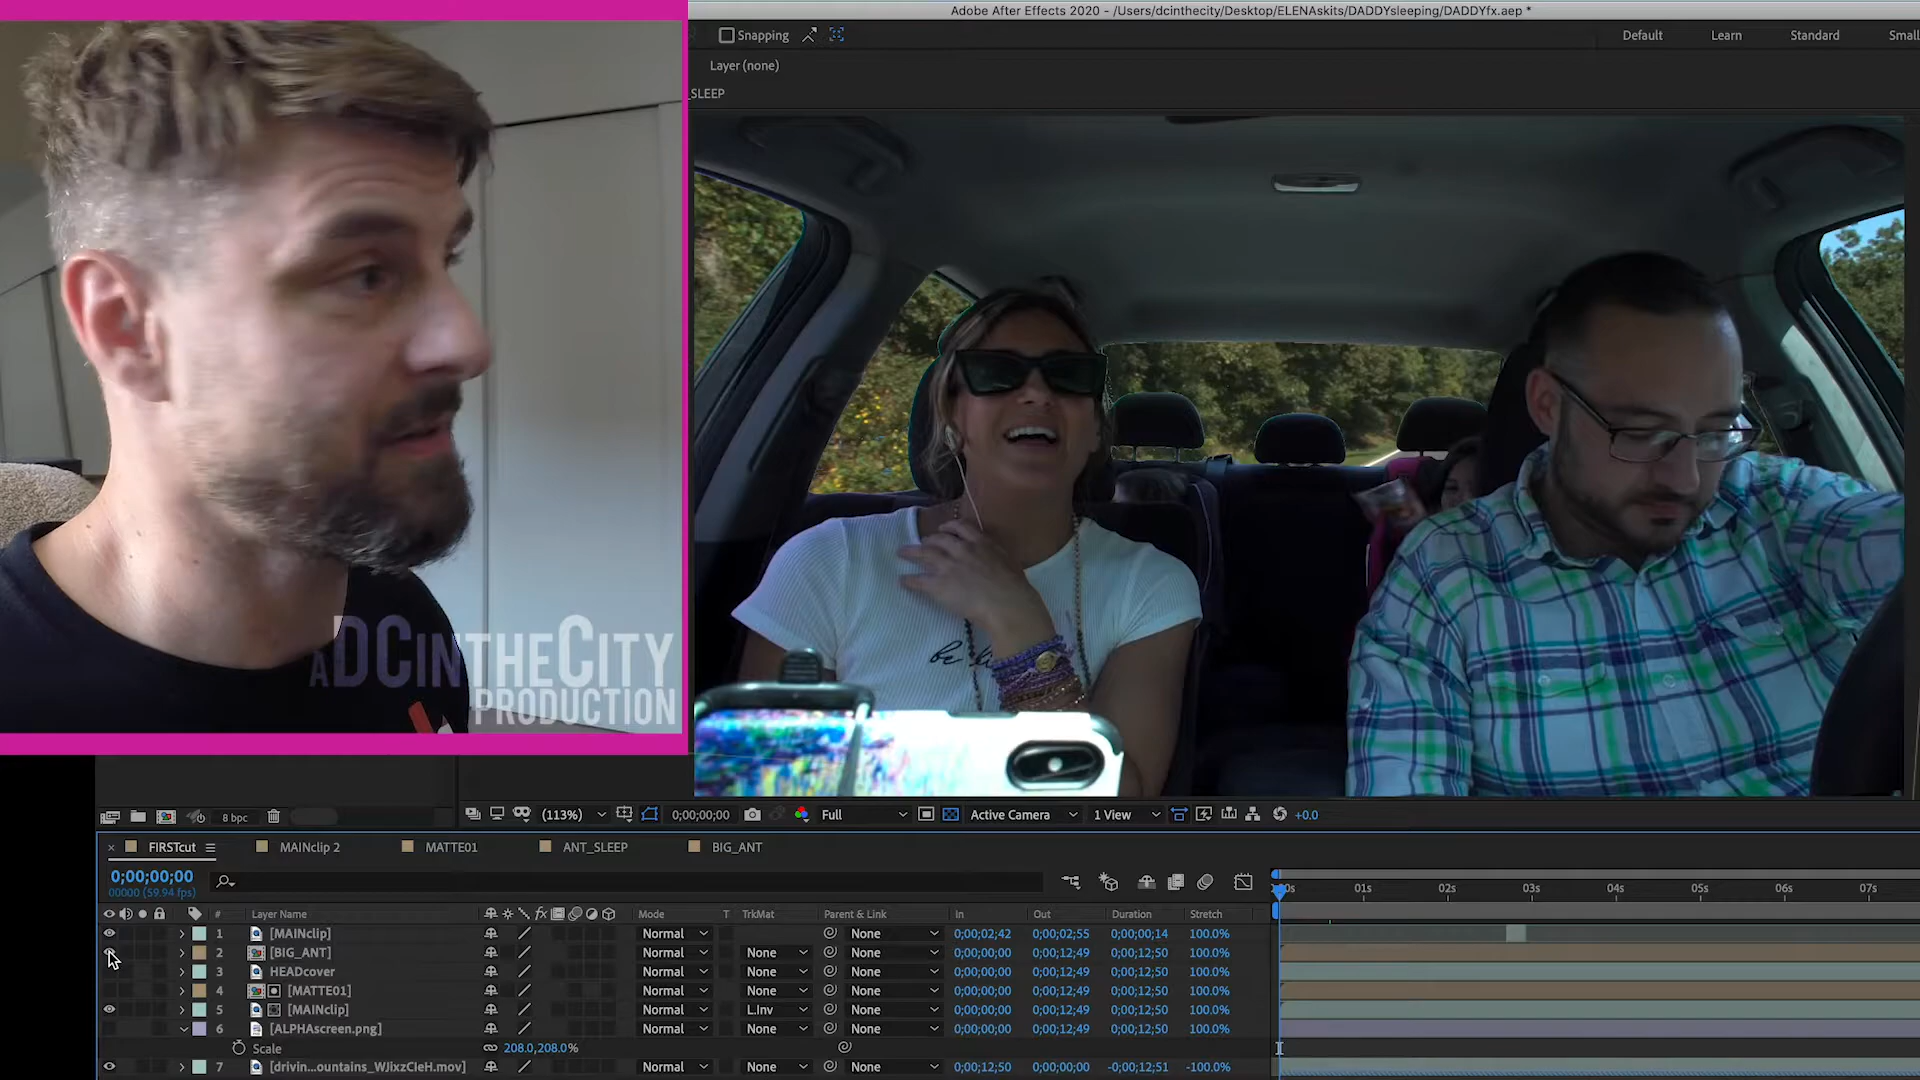 Adobe After Effects 2020 - /Users/dcinthecity/Desktop/ELENAskits/DADDYsleeping/DADDYfx.aep *
Snapping Default Learn Standard Small
Layer (none)
_SLEEP
be
A DCINTHECITY
PRODUCTION
8 bpc (113%) 0;00;00;00 Full Active Camera 1 View +0.0
FIRSTcut MAINclip 2 MATTE01 ANT_SLEEP BIG_ANT
0;00;00;00
00000 (59.94 fps)
01s 02s 03s 04s 05s 06s 07s
# Layer Name Mode T TrkMat Parent & Link In Out Duration Stretch
1 [MAINclip] Normal None 0;00;02;42 0;00;02;55 0;00;00;14 100.0%
2 [BIG_ANT] Normal None None 0;00;00;00 0;00;12;49 0;00;12;50 100.0%
3 HEADcover Normal None None 0;00;00;00 0;00;12;49 0;00;12;50 100.0%
4 [MATTE01] Normal None None 0;00;00;00 0;00;12;49 0;00;12;50 100.0%
5 [MAINclip] Normal L.Inv None 0;00;00;00 0;00;12;49 0;00;12;50 100.0%
6 [ALPHAscreen.png] Normal None None 0;00;00;00 0;00;12;49 0;00;12;50 100.0%
Scale 208.0,208.0%
7 [drivin...ountains_WJixzCIeH.mov] Normal None None 0;00;12;50 0;00;00;00 -0;00;12;51 -100.0%